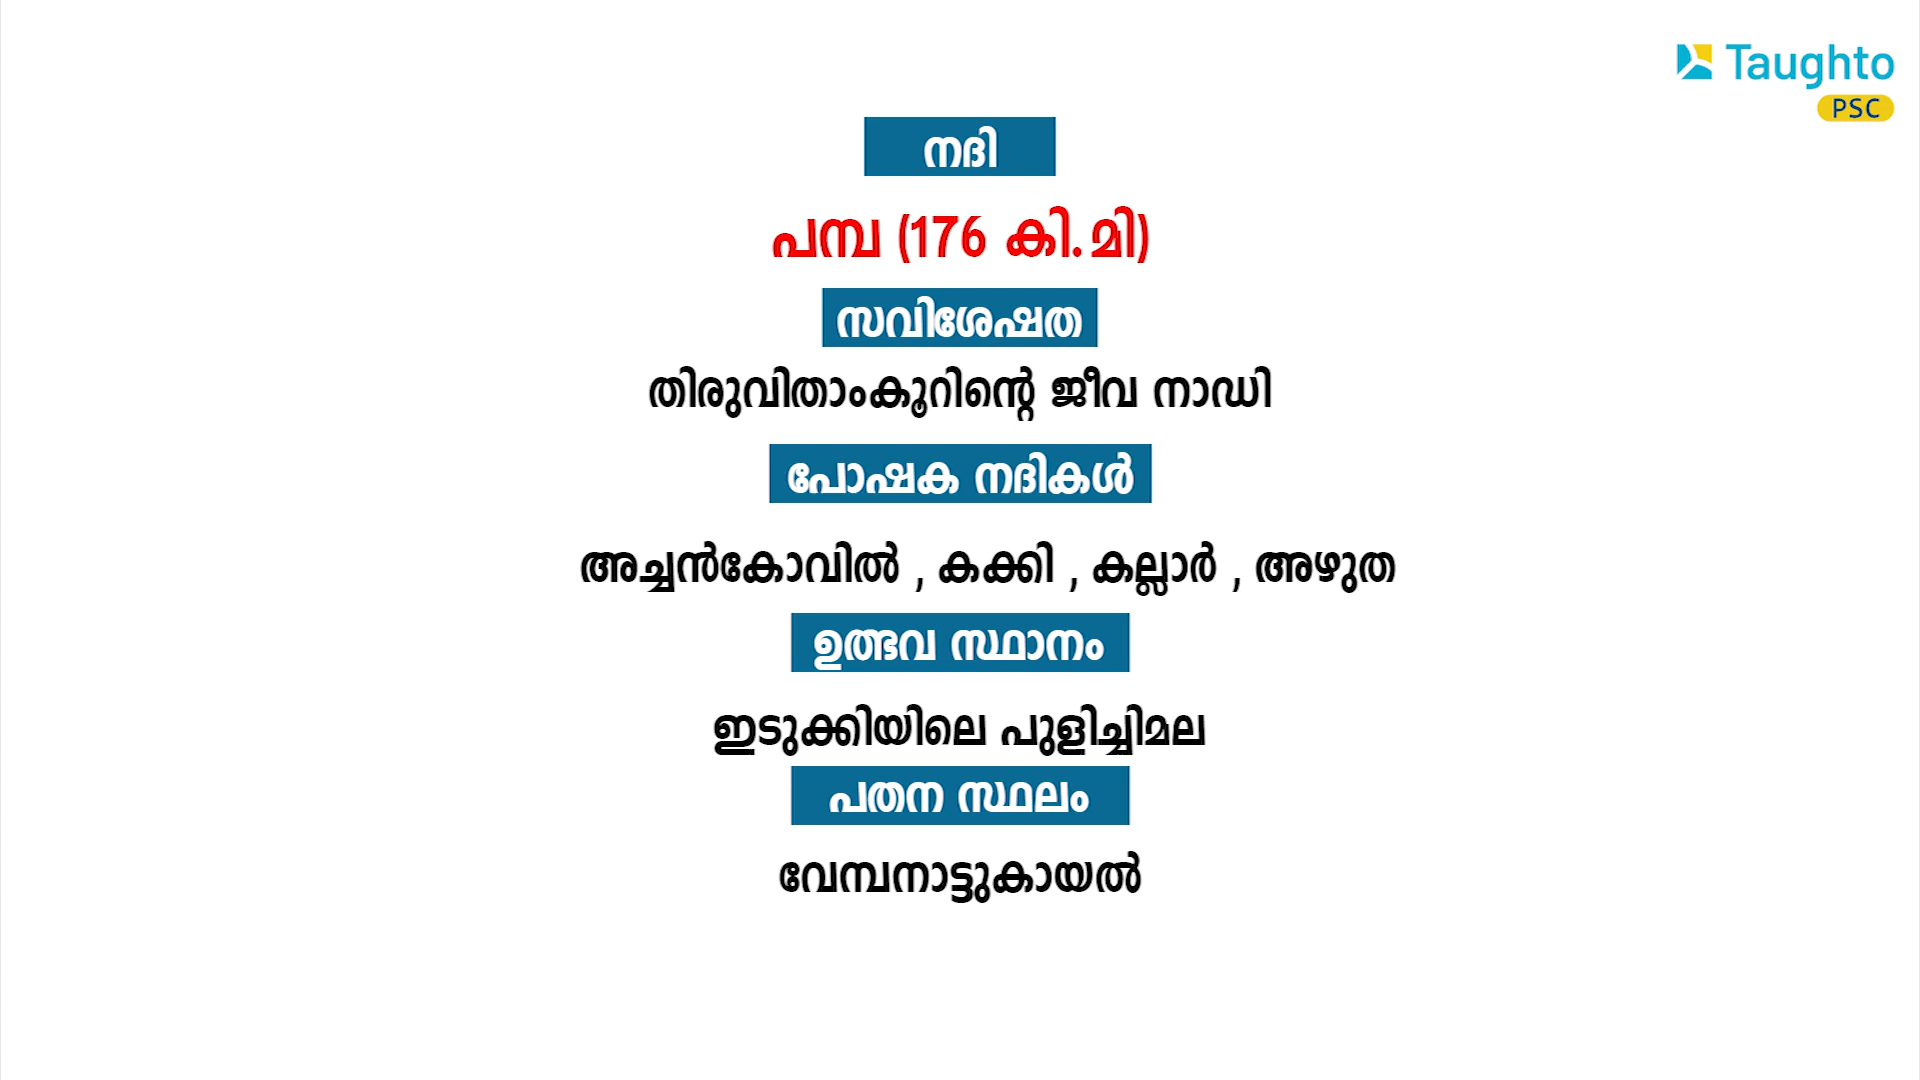 Taughto
PSC
നദി
പമ്പ (176 കി.മി)
സവിശേഷത
തിരുവിതാംകൂറിന്റെ ജീവ നാഡി
പോഷക നദികൾ
അച്ചൻകോവിൽ , കക്കി , കല്ലാർ , അഴുത
ഉത്ഭവ സ്ഥാനം
ഇടുക്കിയിലെ പുളിച്ചിമല
പതന സ്ഥലം
വേമ്പനാട്ടുകായൽ